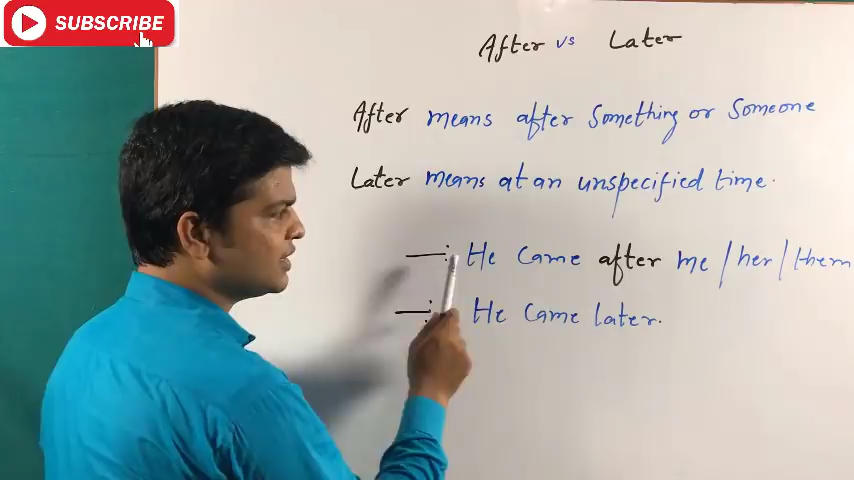 SUBSCRIBE
After vs Later
After means after Something or Someone
Later means at an unspecified time.
He came after me/her/them
He came later.